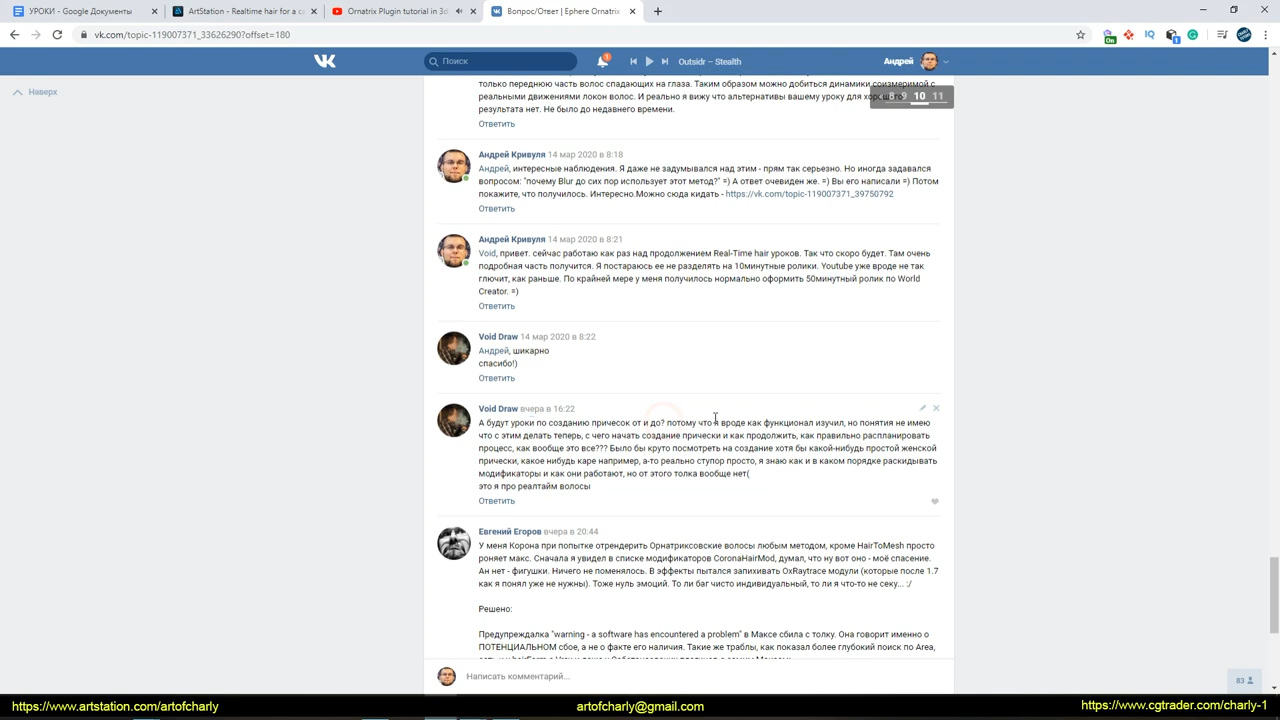 УРОКИ - Google Документы
ArtStation - Realtime hair for a ce
Ornatrix Plugin tutorial in 3d
Вопрос/Ответ | Ephere Ornatrix
vk.com/topic-119007371_33626290?offset=180
On
IQ
1
Поиск
1
Outsidr – Stealth
Андрей
Наверх
8 9 10 11
только переднюю часть волос спадающих на глаза. Таким образом можно добиться динамики соизмеримой с
реальными движениями локон волос. И реально я вижу что альтернативы вашему уроку для хорошего
результата нет. Не было до недавнего времени.
Ответить
Андрей Кривуля 14 мар 2020 в 8:18
Андрей, интересные наблюдения. Я даже не задумывался над этим - прям так серьезно. Но иногда задавался
вопросом: "почему Blur до сих пор использует этот метод?" =) А ответ очевиден же. =) Вы его написали =) Потом
покажите, что получилось. Интересно.Можно сюда кидать - https://vk.com/topic-119007371_39750792
Ответить
Андрей Кривуля 14 мар 2020 в 8:21
Void, привет. сейчас работаю как раз над продолжением Real-Time hair уроков. Так что скоро будет. Там очень
подробная часть получится. Я постараюсь ее не разделять на 10минутные ролики. Youtube уже вроде не так
глючит, как раньше. По крайней мере у меня получилось нормально оформить 50минутный ролик по World
Creator. =)
Ответить
Void Draw 14 мар 2020 в 8:22
Андрей, шикарно
спасибо!)
Ответить
Void Draw вчера в 16:22
А будут уроки по созданию причесок от и до? потому что я вроде как функционал изучил, но понятия не имею
что с этим делать теперь, с чего начать создание прически и как продолжить, как правильно распланировать
процесс, как вообще это все??? Было бы круто посмотреть на создание хотя бы какой-нибудь простой женской
прически, какое нибудь каре например, а-то реально ступор просто, я знаю как и в каком порядке раскидывать
модификаторы и как они работают, но от этого толка вообще нет(
это я про реалтайм волосы
Ответить
Евгений Егоров вчера в 20:44
У меня Корона при попытке отрендерить Орнатриксовские волосы любым методом, кроме HairToMesh просто
роняет макс. Сначала я увидел в списке модификаторов CoronaHairMod, думал, что ну вот оно - моё спасение.
Ан нет - фигушки. Ничего не поменялось. В эффекты пытался запихивать OxRaytrace модули (которые после 1.7
как я понял уже не нужны). Тоже нуль эмоций. То ли баг чисто индивидуальный, то ли я что-то не секу... :/
Решено:
Предупреждалка "warning - a software has encountered a problem" в Максе сбила с толку. Она говорит именно о
ПОТЕНЦИАЛЬНОМ сбое, а не о факте его наличия. Такие же траблы, как показал более глубокий поиск по Area,
Написать комментарий...
83
https://www.artstation.com/artofcharly
artofcharly@gmail.com
https://www.cgtrader.com/charly-1